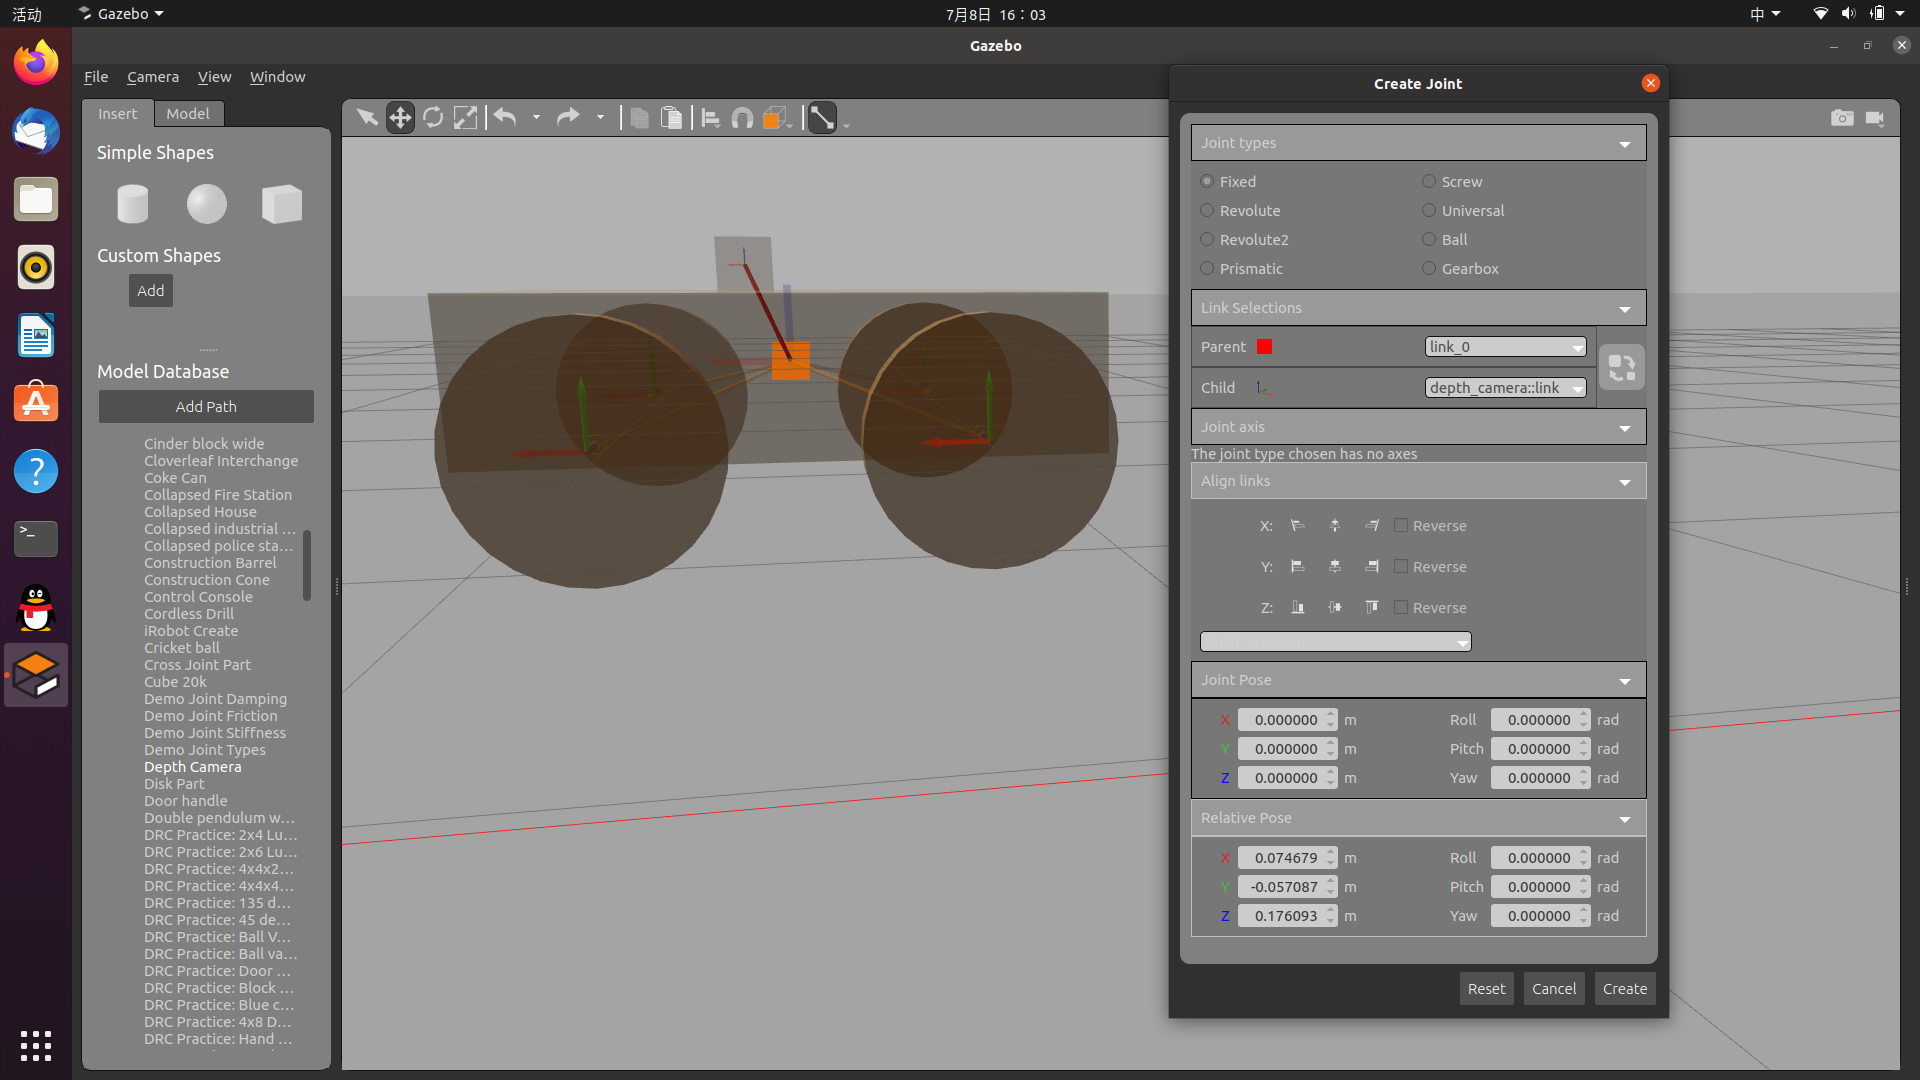 活动
Gazebo
7月8日 16：03
中
Gazebo
File Camera View Window
Insert Model
Simple Shapes
Custom Shapes
Add
Model Database
Add Path
Cinder block wide
Cloverleaf Interchange
Coke Can
Collapsed Fire Station
Collapsed House
Collapsed industrial ...
Collapsed police sta...
Construction Barrel
Construction Cone
Control Console
Cordless Drill
iRobot Create
Cricket ball
Cross Joint Part
Cube 20k
Demo Joint Damping
Demo Joint Friction
Demo Joint Stiffness
Demo Joint Types
Depth Camera
Disk Part
Door handle
Double pendulum w...
DRC Practice: 2x4 Lu...
DRC Practice: 2x6 Lu...
DRC Practice: 4x4x2...
DRC Practice: 4x4x4...
DRC Practice: 135 d...
DRC Practice: 45 de...
DRC Practice: Ball V...
DRC Practice: Ball va...
DRC Practice: Door ...
DRC Practice: Block ...
DRC Practice: Blue c...
DRC Practice: 4x8 D...
DRC Practice: Hand ...
Create Joint
Joint types
Fixed Screw
Revolute Universal
Revolute2 Ball
Prismatic Gearbox
Link Selections
Parent link_0
Child depth_camera::link
Joint axis
The joint type chosen has no axes
Align links
X: Reverse
Y: Reverse
Z: Reverse
Joint Pose
X 0.000000 m Roll 0.000000 rad
Y 0.000000 m Pitch 0.000000 rad
Z 0.000000 m Yaw 0.000000 rad
Relative Pose
X 0.074679 m Roll 0.000000 rad
Y -0.057087 m Pitch 0.000000 rad
Z 0.176093 m Yaw 0.000000 rad
Reset Cancel Create